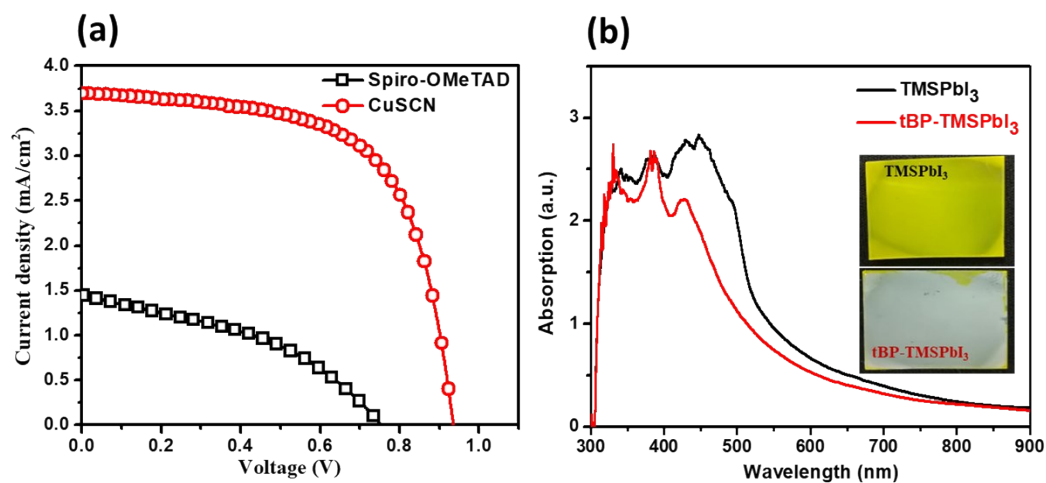 (a)
4.0
3.5
3.0
2.5
2.0
1.5
1.0
0.5
0.0
Current density (mA/cm²)
Spiro-OMeTAD
CuSCN
0.0 0.2 0.4 0.6 0.8 1.0
Voltage (V)
(b)
3
2
1
0
Absorption (a.u.)
TMSPbI₃
tBP-TMSPbI₃
TMSPbI₃
tBP-TMSPbI₃
300 400 500 600 700 800 900
Wavelength (nm)